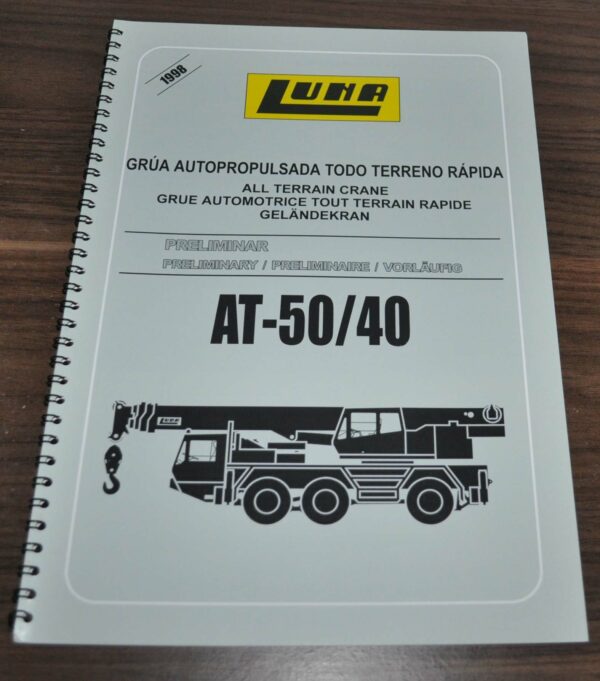 1998
LUNA
GRÚA AUTOPROPULSADA TODO TERRENO RÁPIDA
ALL TERRAIN CRANE
GRUE AUTOMOTRICE TOUT TERRAIN RAPIDE
GELÄNDEKRAN
PRELIMINAR
PRELIMINARY / PRELIMINAIRE / VORLÄUFIG
AT-50/40
LUNA